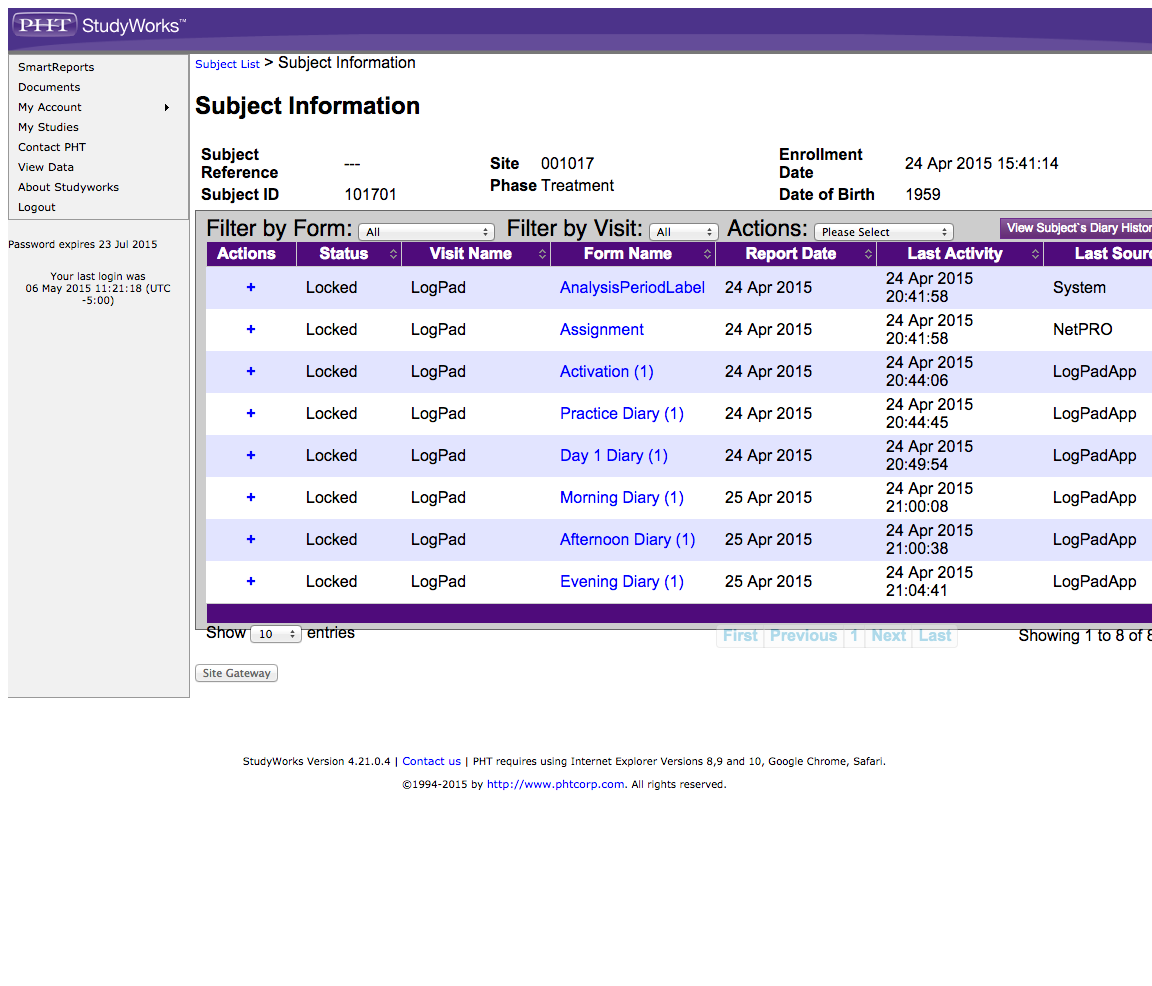 PHT StudyWorks™
SmartReports
Documents
My Account
My Studies
Contact PHT
View Data
About Studyworks
Logout
Password expires 23 Jul 2015
Your last login was
06 May 2015 11:21:18 (UTC
-5:00)
Subject List > Subject Information
Subject Information
Subject Reference --- Site 001017 Enrollment Date 24 Apr 2015 15:41:14
Subject ID 101701 Phase Treatment Date of Birth 1959
Filter by Form: All Filter by Visit: All Actions: Please Select View Subject`s Diary Histor
Actions Status Visit Name Form Name Report Date Last Activity Last Sour
+ Locked LogPad AnalysisPeriodLabel 24 Apr 2015 24 Apr 2015 20:41:58 System
+ Locked LogPad Assignment 24 Apr 2015 24 Apr 2015 20:41:58 NetPRO
+ Locked LogPad Activation (1) 24 Apr 2015 24 Apr 2015 20:44:06 LogPadApp
+ Locked LogPad Practice Diary (1) 24 Apr 2015 24 Apr 2015 20:44:45 LogPadApp
+ Locked LogPad Day 1 Diary (1) 24 Apr 2015 24 Apr 2015 20:49:54 LogPadApp
+ Locked LogPad Morning Diary (1) 25 Apr 2015 24 Apr 2015 21:00:08 LogPadApp
+ Locked LogPad Afternoon Diary (1) 25 Apr 2015 24 Apr 2015 21:00:38 LogPadApp
+ Locked LogPad Evening Diary (1) 25 Apr 2015 24 Apr 2015 21:04:41 LogPadApp
Show 10 entries First Previous 1 Next Last Showing 1 to 8 of 8
Site Gateway
StudyWorks Version 4.21.0.4 | Contact us | PHT requires using Internet Explorer Versions 8,9 and 10, Google Chrome, Safari.
©1994-2015 by http://www.phtcorp.com. All rights reserved.